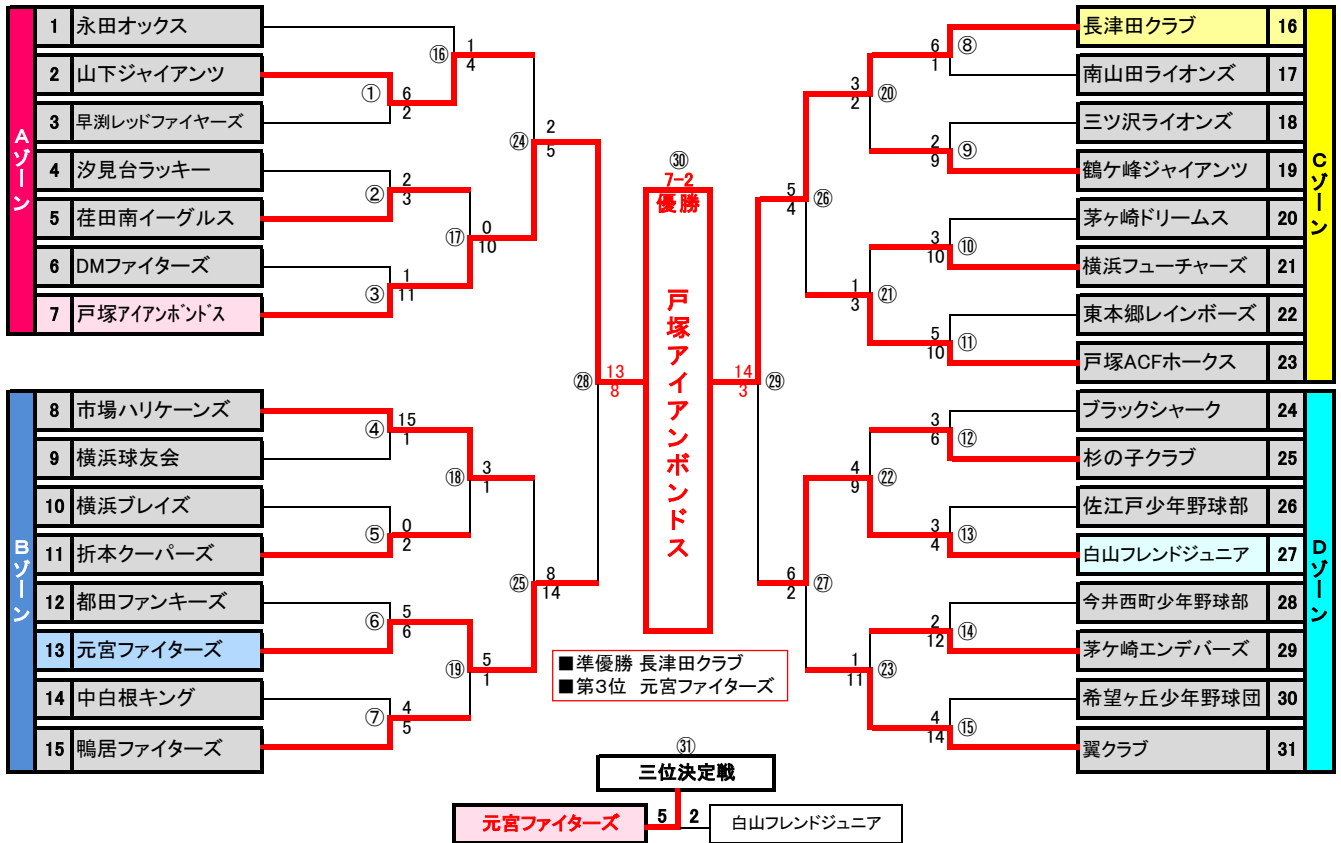 Aゾーン
1 永田オックス
2 山下ジャイアンツ
3 早渕レッドファイヤーズ
4 汐見台ラッキー
5 荏田南イーグルス
6 DMファイターズ
7 戸塚アイアンボンドス
① 6 2
② 2 3
③ 1 11
⑯ 1 4
⑰ 0 10
㉔ 2 5
Bゾーン
8 市場ハリケーンズ
9 横浜球友会
10 横浜ブレイズ
11 折本クーパーズ
12 都田ファンキーズ
13 元宮ファイターズ
14 中白根キング
15 鴨居ファイターズ
④ 15 1
⑤ 0 2
⑥ 5 6
⑦ 4 5
⑱ 3 1
⑲ 5 1
㉕ 8 14
㉘ 13 8
㉚
7-2
優勝
戸塚アイアンボンドス
Cゾーン
長津田クラブ 16
南山田ライオンズ 17
三ツ沢ライオンズ 18
鶴ケ峰ジャイアンツ 19
茅ヶ崎ドリームス 20
横浜フューチャーズ 21
東本郷レインボーズ 22
戸塚ACFホークス 23
6 1 ⑧
2 9 ⑨
3 10 ⑩
5 10 ⑪
3 2 ⑳
1 3 ㉑
5 4 ㉖
14 3 ㉙
Dゾーン
ブラックシャーク 24
杉の子クラブ 25
佐江戸少年野球部 26
白山フレンドジュニア 27
今井西町少年野球部 28
茅ケ崎エンデバーズ 29
希望ヶ丘少年野球団 30
翼クラブ 31
3 6 ⑫
3 4 ⑬
2 12 ⑭
4 14 ⑮
4 9 ㉒
1 11 ㉓
6 2 ㉗
■準優勝 長津田クラブ
■第3位 元宮ファイターズ
㉛
三位決定戦
元宮ファイターズ 5 2 白山フレンドジュニア